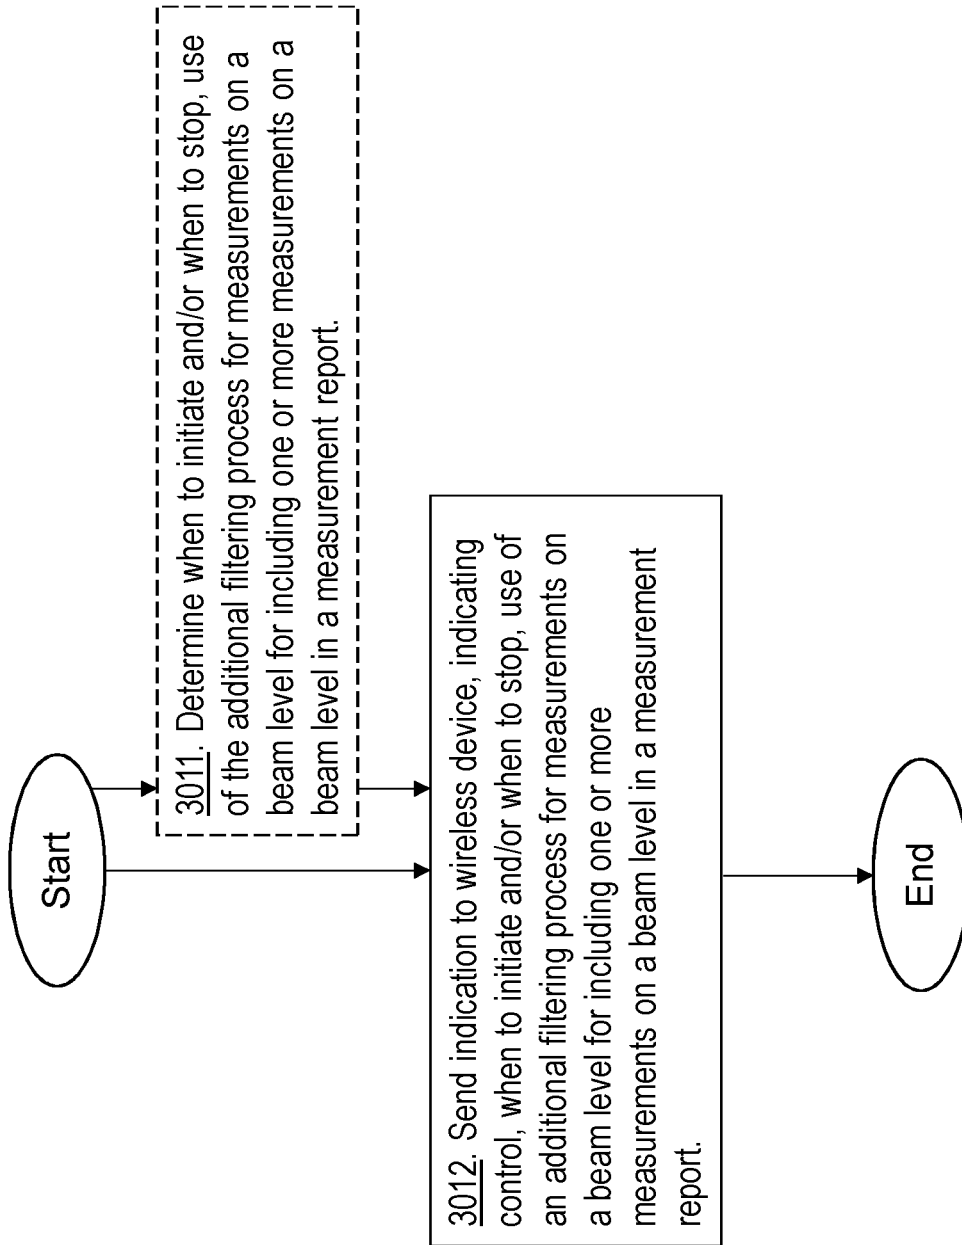 Start
3011. Determine when to initiate and/or when to stop, use
of the additional filtering process for measurements on a
beam level for including one or more measurements on a
beam level in a measurement report.
3012. Send indication to wireless device, indicating
control, when to initiate and/or when to stop, use of
an additional filtering process for measurements on
a beam level for including one or more
measurements on a beam level in a measurement
report.
End